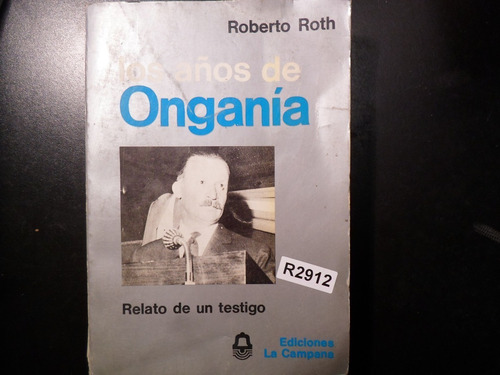 Roberto Roth
los años de
Onganía
R2912
Relato de un testigo
Ediciones
La Campana